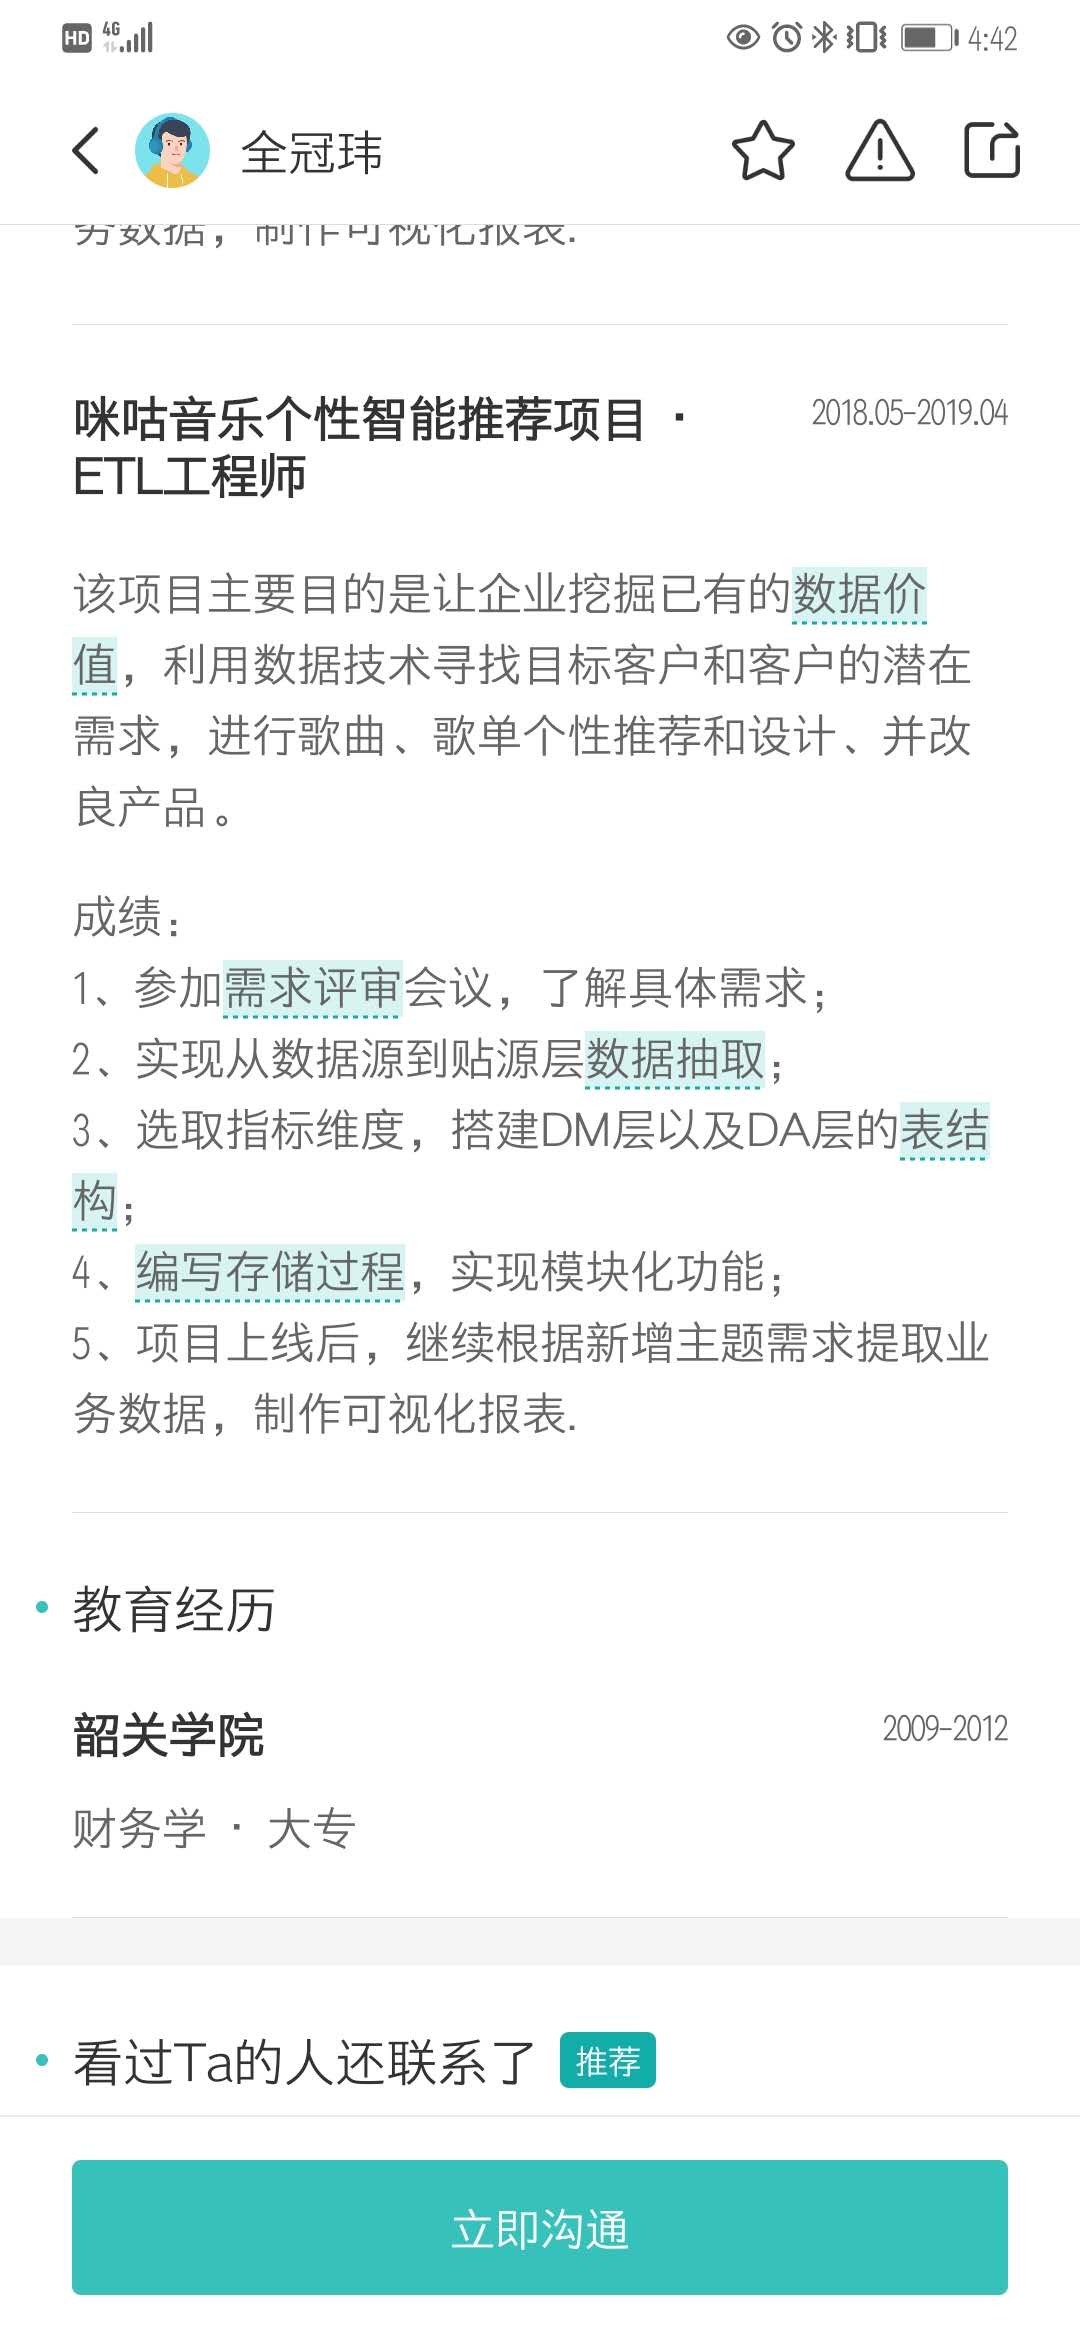 HD 4G 4:42
全冠玮
务数据，制作可视化报表.
咪咕音乐个性智能推荐项目 · 2018.05-2019.04
ETL工程师
该项目主要目的是让企业挖掘已有的数据价
值，利用数据技术寻找目标客户和客户的潜在
需求，进行歌曲、歌单个性推荐和设计、并改
良产品。
成绩：
1、参加需求评审会议，了解具体需求；
2、实现从数据源到贴源层数据抽取；
3、选取指标维度，搭建DM层以及DA层的表结
构；
4、编写存储过程，实现模块化功能；
5、项目上线后，继续根据新增主题需求提取业
务数据，制作可视化报表.
教育经历
韶关学院 2009-2012
财务学 · 大专
看过Ta的人还联系了 推荐
立即沟通